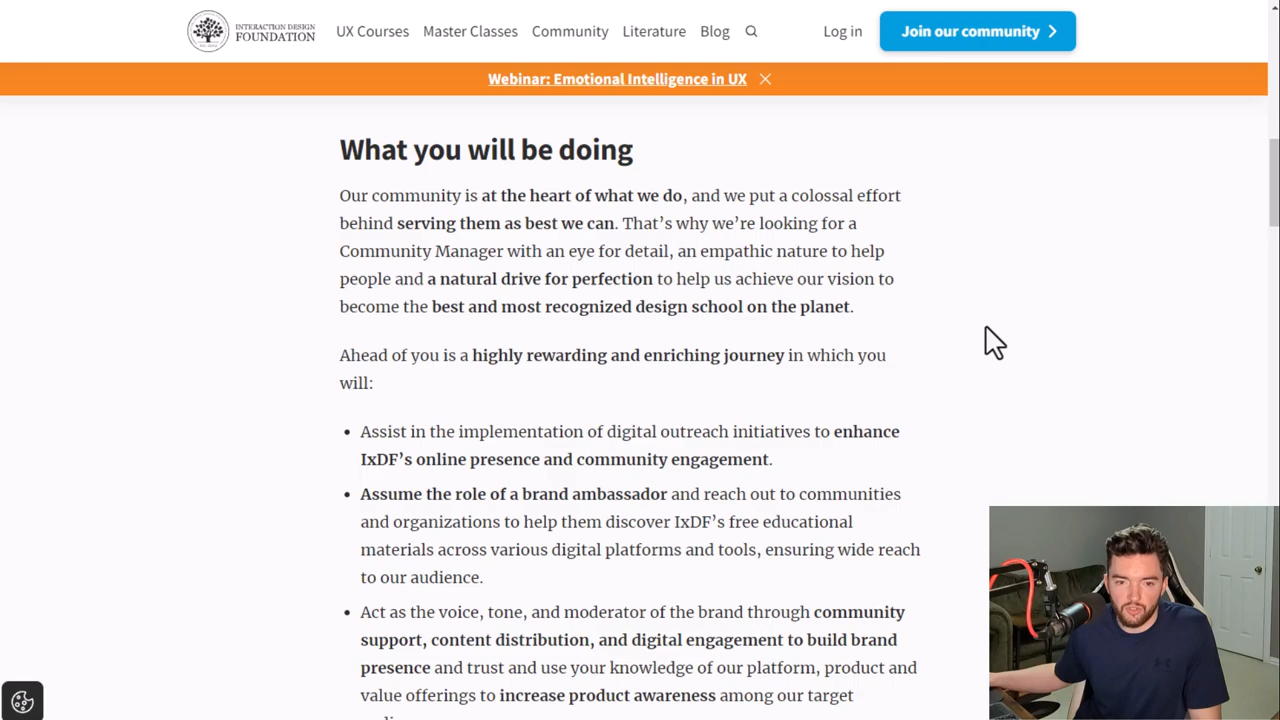 INTERACTION DESIGN
FOUNDATION
UX Courses Master Classes Community Literature Blog Log in Join our community
Webinar: Emotional Intelligence in UX
What you will be doing
Our community is at the heart of what we do, and we put a colossal effort
behind serving them as best we can. That’s why we’re looking for a
Community Manager with an eye for detail, an empathic nature to help
people and a natural drive for perfection to help us achieve our vision to
become the best and most recognized design school on the planet.
Ahead of you is a highly rewarding and enriching journey in which you
will:
• Assist in the implementation of digital outreach initiatives to enhance
IxDF’s online presence and community engagement.
• Assume the role of a brand ambassador and reach out to communities
and organizations to help them discover IxDF’s free educational
materials across various digital platforms and tools, ensuring wide reach
to our audience.
• Act as the voice, tone, and moderator of the brand through community
support, content distribution, and digital engagement to build brand
presence and trust and use your knowledge of our platform, product and
value offerings to increase product awareness among our target